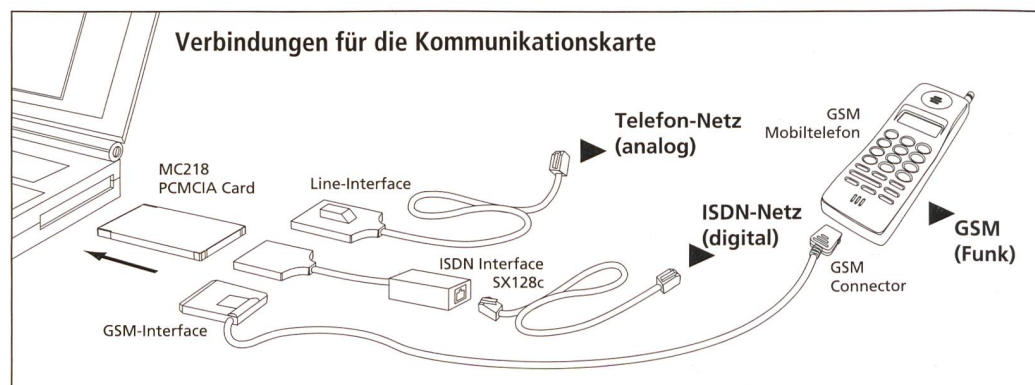 Verbindungen für die Kommunikationskarte
MC218
PCMCIA Card
Line-Interface
Telefon-Netz
(analog)
GSM
Mobiltelefon
ISDN Interface
SX128c
ISDN-Netz
(digital)
GSM
(Funk)
GSM
Connector
GSM-Interface